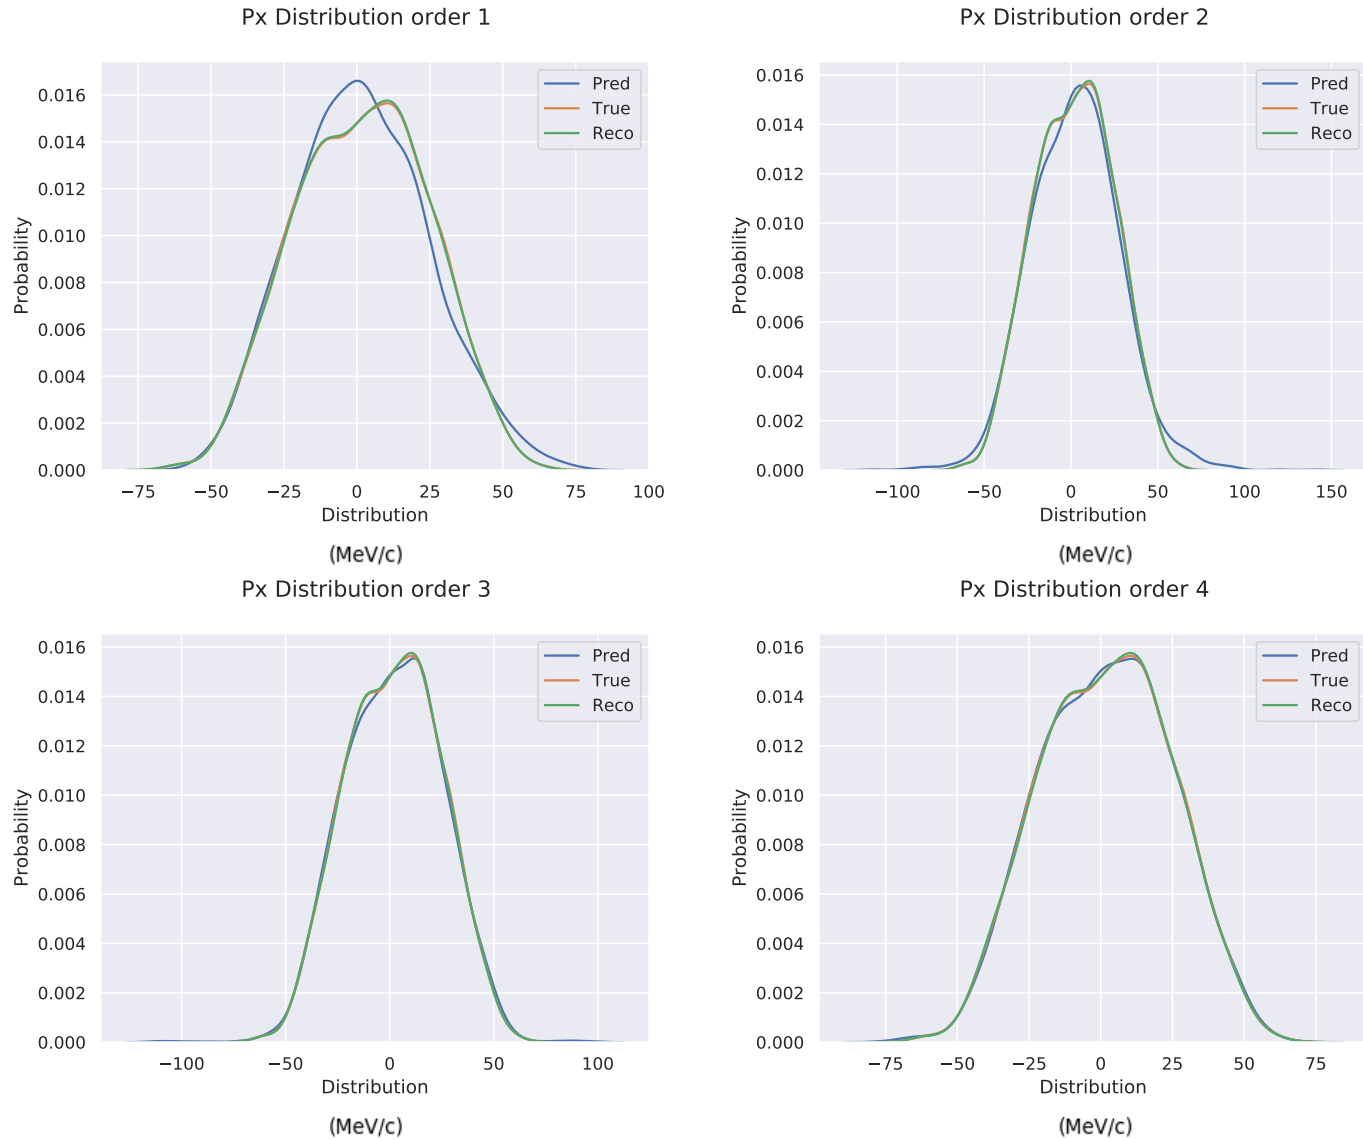 Px Distribution order 1
0.016
0.014
0.012
0.010
0.008
0.006
0.004
0.002
0.000
Probability
Pred
True
Reco
−75 −50 −25 0 25 50 75 100
Distribution
(MeV/c)
Px Distribution order 2
0.016
0.014
0.012
0.010
0.008
0.006
0.004
0.002
0.000
Probability
Pred
True
Reco
−100 −50 0 50 100 150
Distribution
(MeV/c)
Px Distribution order 3
0.016
0.014
0.012
0.010
0.008
0.006
0.004
0.002
0.000
Probability
Pred
True
Reco
−100 −50 0 50 100
Distribution
(MeV/c)
Px Distribution order 4
0.016
0.014
0.012
0.010
0.008
0.006
0.004
0.002
0.000
Probability
Pred
True
Reco
−75 −50 −25 0 25 50 75
Distribution
(MeV/c)